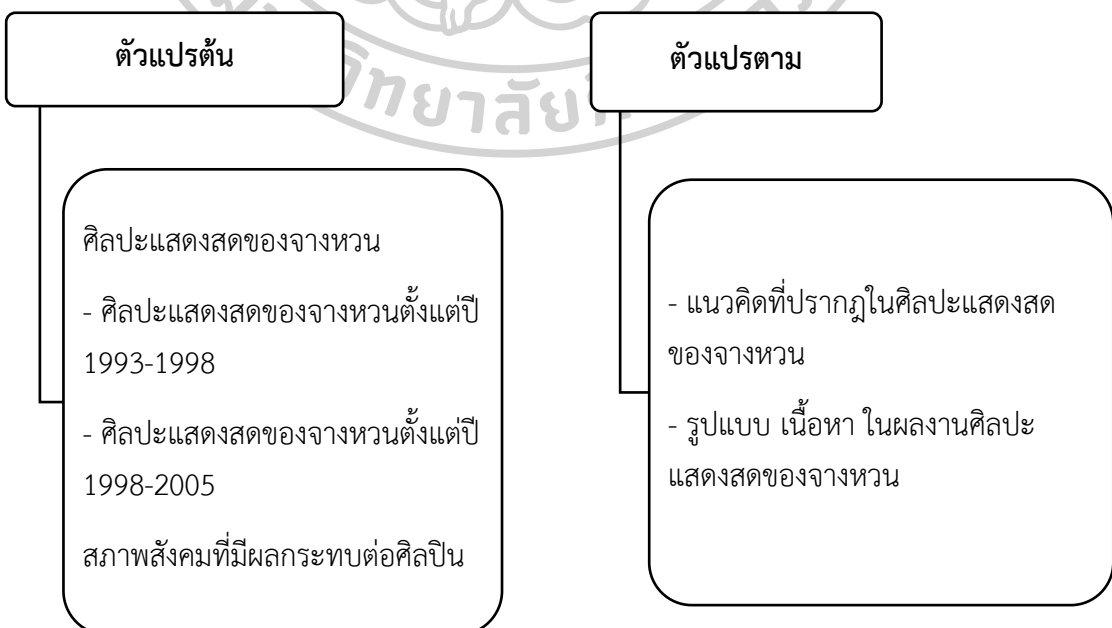 ตัวแปรต้น
ตัวแปรตาม
ศิลปะแสดงสดของจางหวน
- ศิลปะแสดงสดของจางหวนตั้งแต่ปี
1993-1998
- ศิลปะแสดงสดของจางหวนตั้งแต่ปี
1998-2005
สภาพสังคมที่มีผลกระทบต่อศิลปิน
- แนวคิดที่ปรากฏในศิลปะแสดงสด
ของจางหวน
- รูปแบบ เนื้อหา ในผลงานศิลปะ
แสดงสดของจางหวน